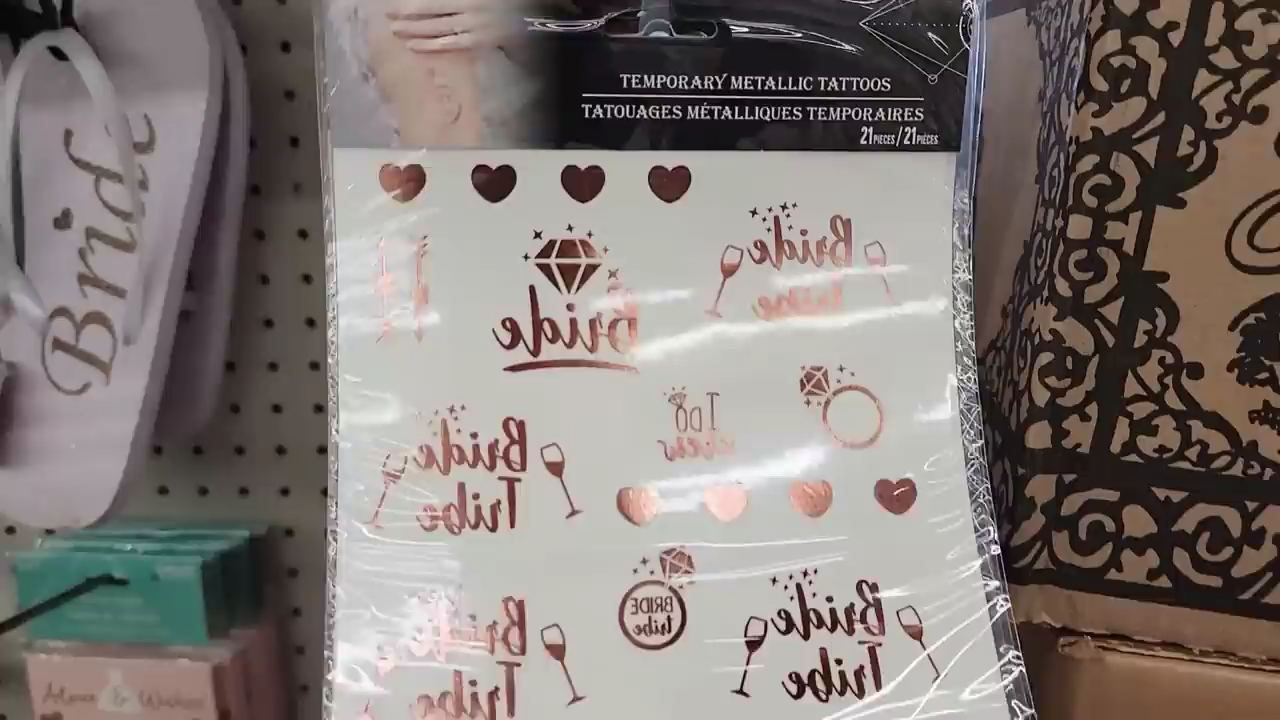 Bride
TEMPORARY METALLIC TATTOOS
TATOUAGES MÉTALLIQUES TEMPORAIRES
21 PIECES / 21 PIÈCES
Bride
tribe
Bride
I DO
crew
Bride
Tribe
BRIDE
tribe
Bride
Tribe
Bride
Tribe